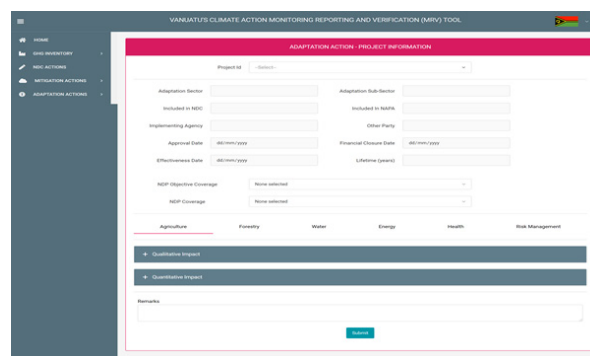 VANUATU'S CLIMATE ACTION MONITORING REPORTING AND VERIFICATION (MRV) TOOL
HOME
GHG INVENTORY
NDC ACTIONS
MITIGATION ACTIONS
ADAPTATION ACTIONS
ADAPTATION ACTION - PROJECT INFORMATION
Project Id --Select--
Adaptation Sector Adaptation Sub-Sector
Included in NDC Included in NAPA
Implementing Agency Other Party
Approval Date dd/mm/yyyy Financial Closure Date dd/mm/yyyy
Effectiveness Date dd/mm/yyyy Lifetime (years)
NDP Objective Coverage None selected
NDP Coverage None selected
Agriculture Forestry Water Energy Health Risk Management
+ Qualitative Impact
+ Quantitative Impact
Remarks
Submit